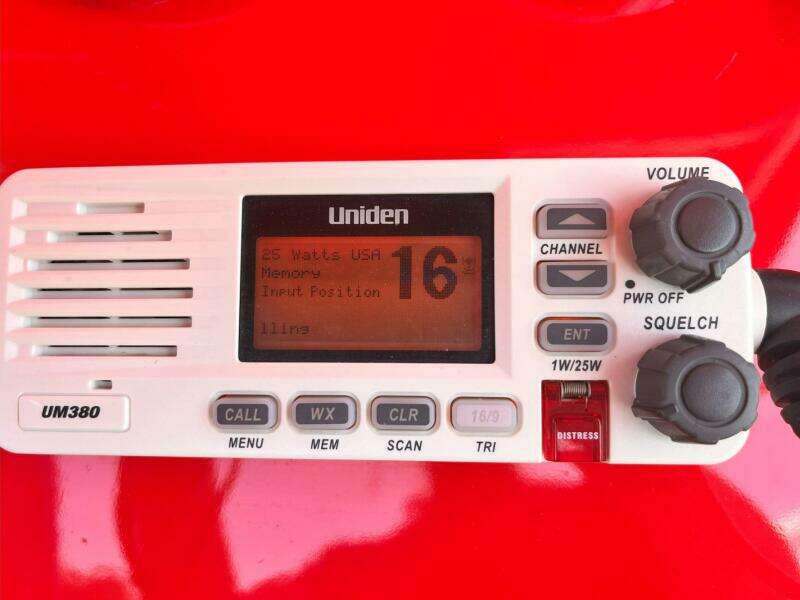 VOLUME
Uniden
25 Watts USA
16
Memory
Input Position
lling
CHANNEL
PWR OFF
SQUELCH
ENT
1W/25W
UM380
CALL
WX
CLR
16/9
MENU
MEM
SCAN
TRI
DISTRESS